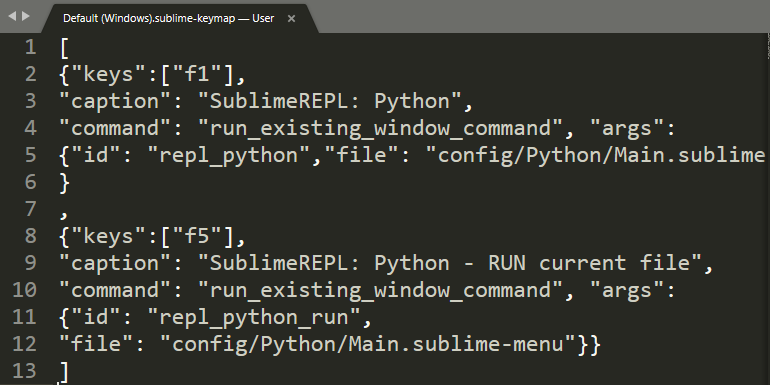 Default (Windows).sublime-keymap — User ×
1 [
2 {"keys":["f1"],
3 "caption": "SublimeREPL: Python",
4 "command": "run_existing_window_command", "args":
5 {"id": "repl_python","file": "config/Python/Main.sublime
6 }
7 ,
8 {"keys":["f5"],
9 "caption": "SublimeREPL: Python - RUN current file",
10 "command": "run_existing_window_command", "args":
11 {"id": "repl_python_run",
12 "file": "config/Python/Main.sublime-menu"}}
13 ]